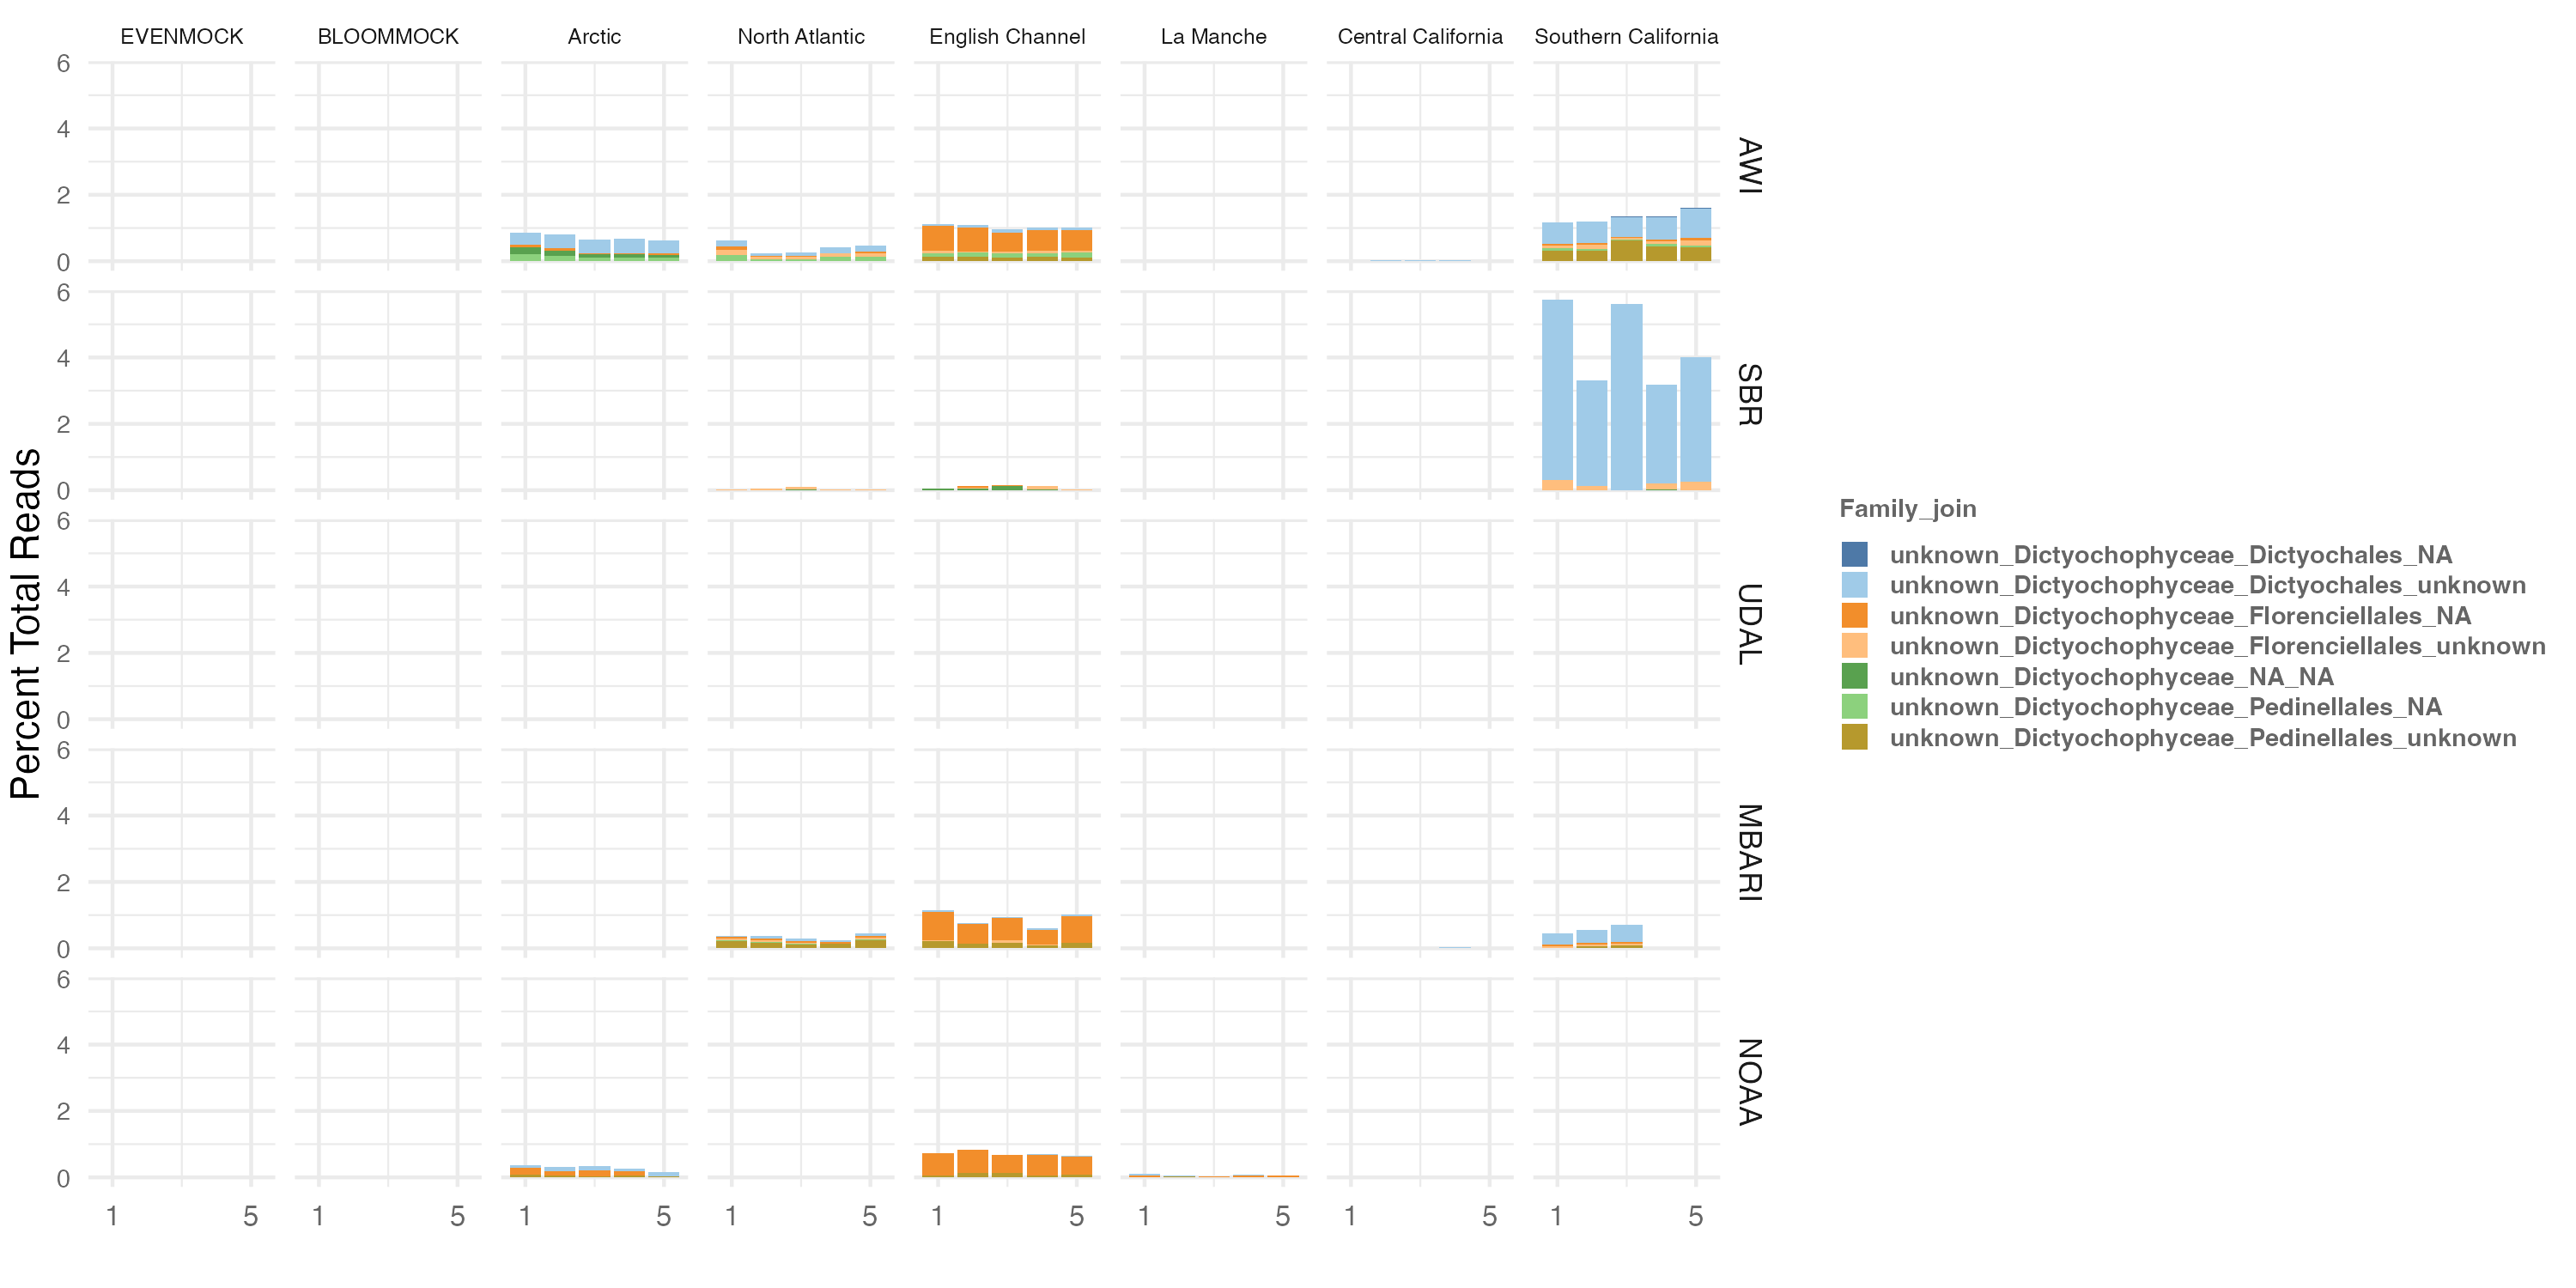 EVENMOCK BLOOMMOCK Arctic North Atlantic English Channel La Manche Central California Southern California
6
4
2
0
AWI
6
4
2
0
SBR
6
4
2
0
UDAL
6
4
2
0
MBARI
6
4
2
0
NOAA
1 5 1 5 1 5 1 5 1 5 1 5 1 5 1 5
Percent Total Reads
Family_join
unknown_Dictyochophyceae_Dictyochales_NA
unknown_Dictyochophyceae_Dictyochales_unknown
unknown_Dictyochophyceae_Florenciellales_NA
unknown_Dictyochophyceae_Florenciellales_unknown
unknown_Dictyochophyceae_NA_NA
unknown_Dictyochophyceae_Pedinellales_NA
unknown_Dictyochophyceae_Pedinellales_unknown